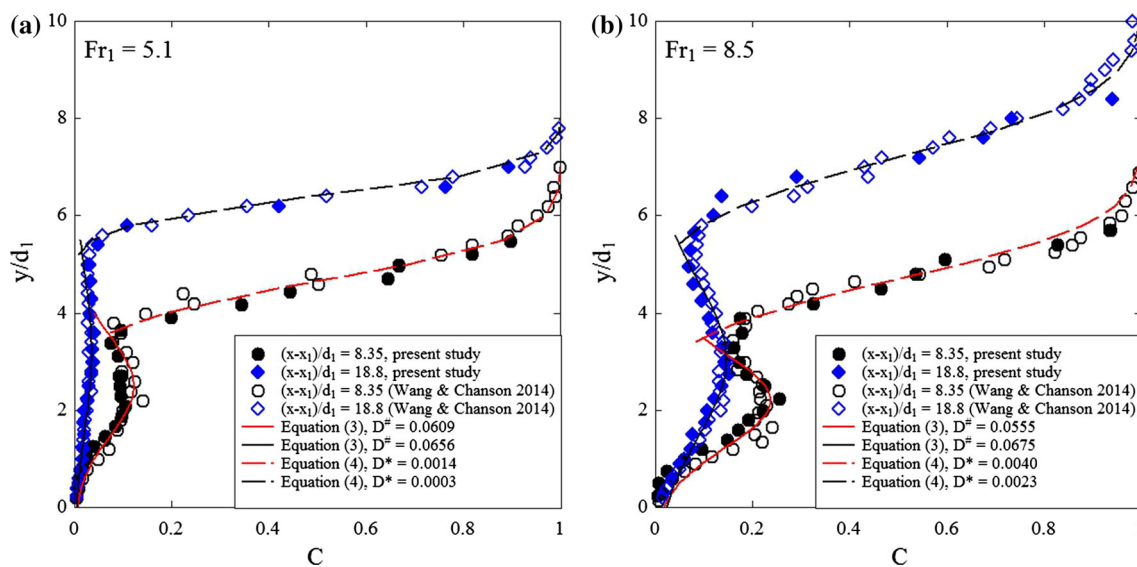 (a)
Fr1 = 5.1
y/d1
10
8
6
4
2
0
0
0.2
0.4
0.6
0.8
1
C
(x-x1)/d1 = 8.35, present study
(x-x1)/d1 = 18.8, present study
(x-x1)/d1 = 8.35 (Wang & Chanson 2014)
(x-x1)/d1 = 18.8 (Wang & Chanson 2014)
Equation (3), D# = 0.0609
Equation (3), D# = 0.0656
Equation (4), D* = 0.0014
Equation (4), D* = 0.0003
(b)
Fr1 = 8.5
y/d1
10
8
6
4
2
0
0
0.2
0.4
0.6
0.8
1
C
(x-x1)/d1 = 8.35, present study
(x-x1)/d1 = 18.8, present study
(x-x1)/d1 = 8.35 (Wang & Chanson 2014)
(x-x1)/d1 = 18.8 (Wang & Chanson 2014)
Equation (3), D# = 0.0555
Equation (3), D# = 0.0675
Equation (4), D* = 0.0040
Equation (4), D* = 0.0023